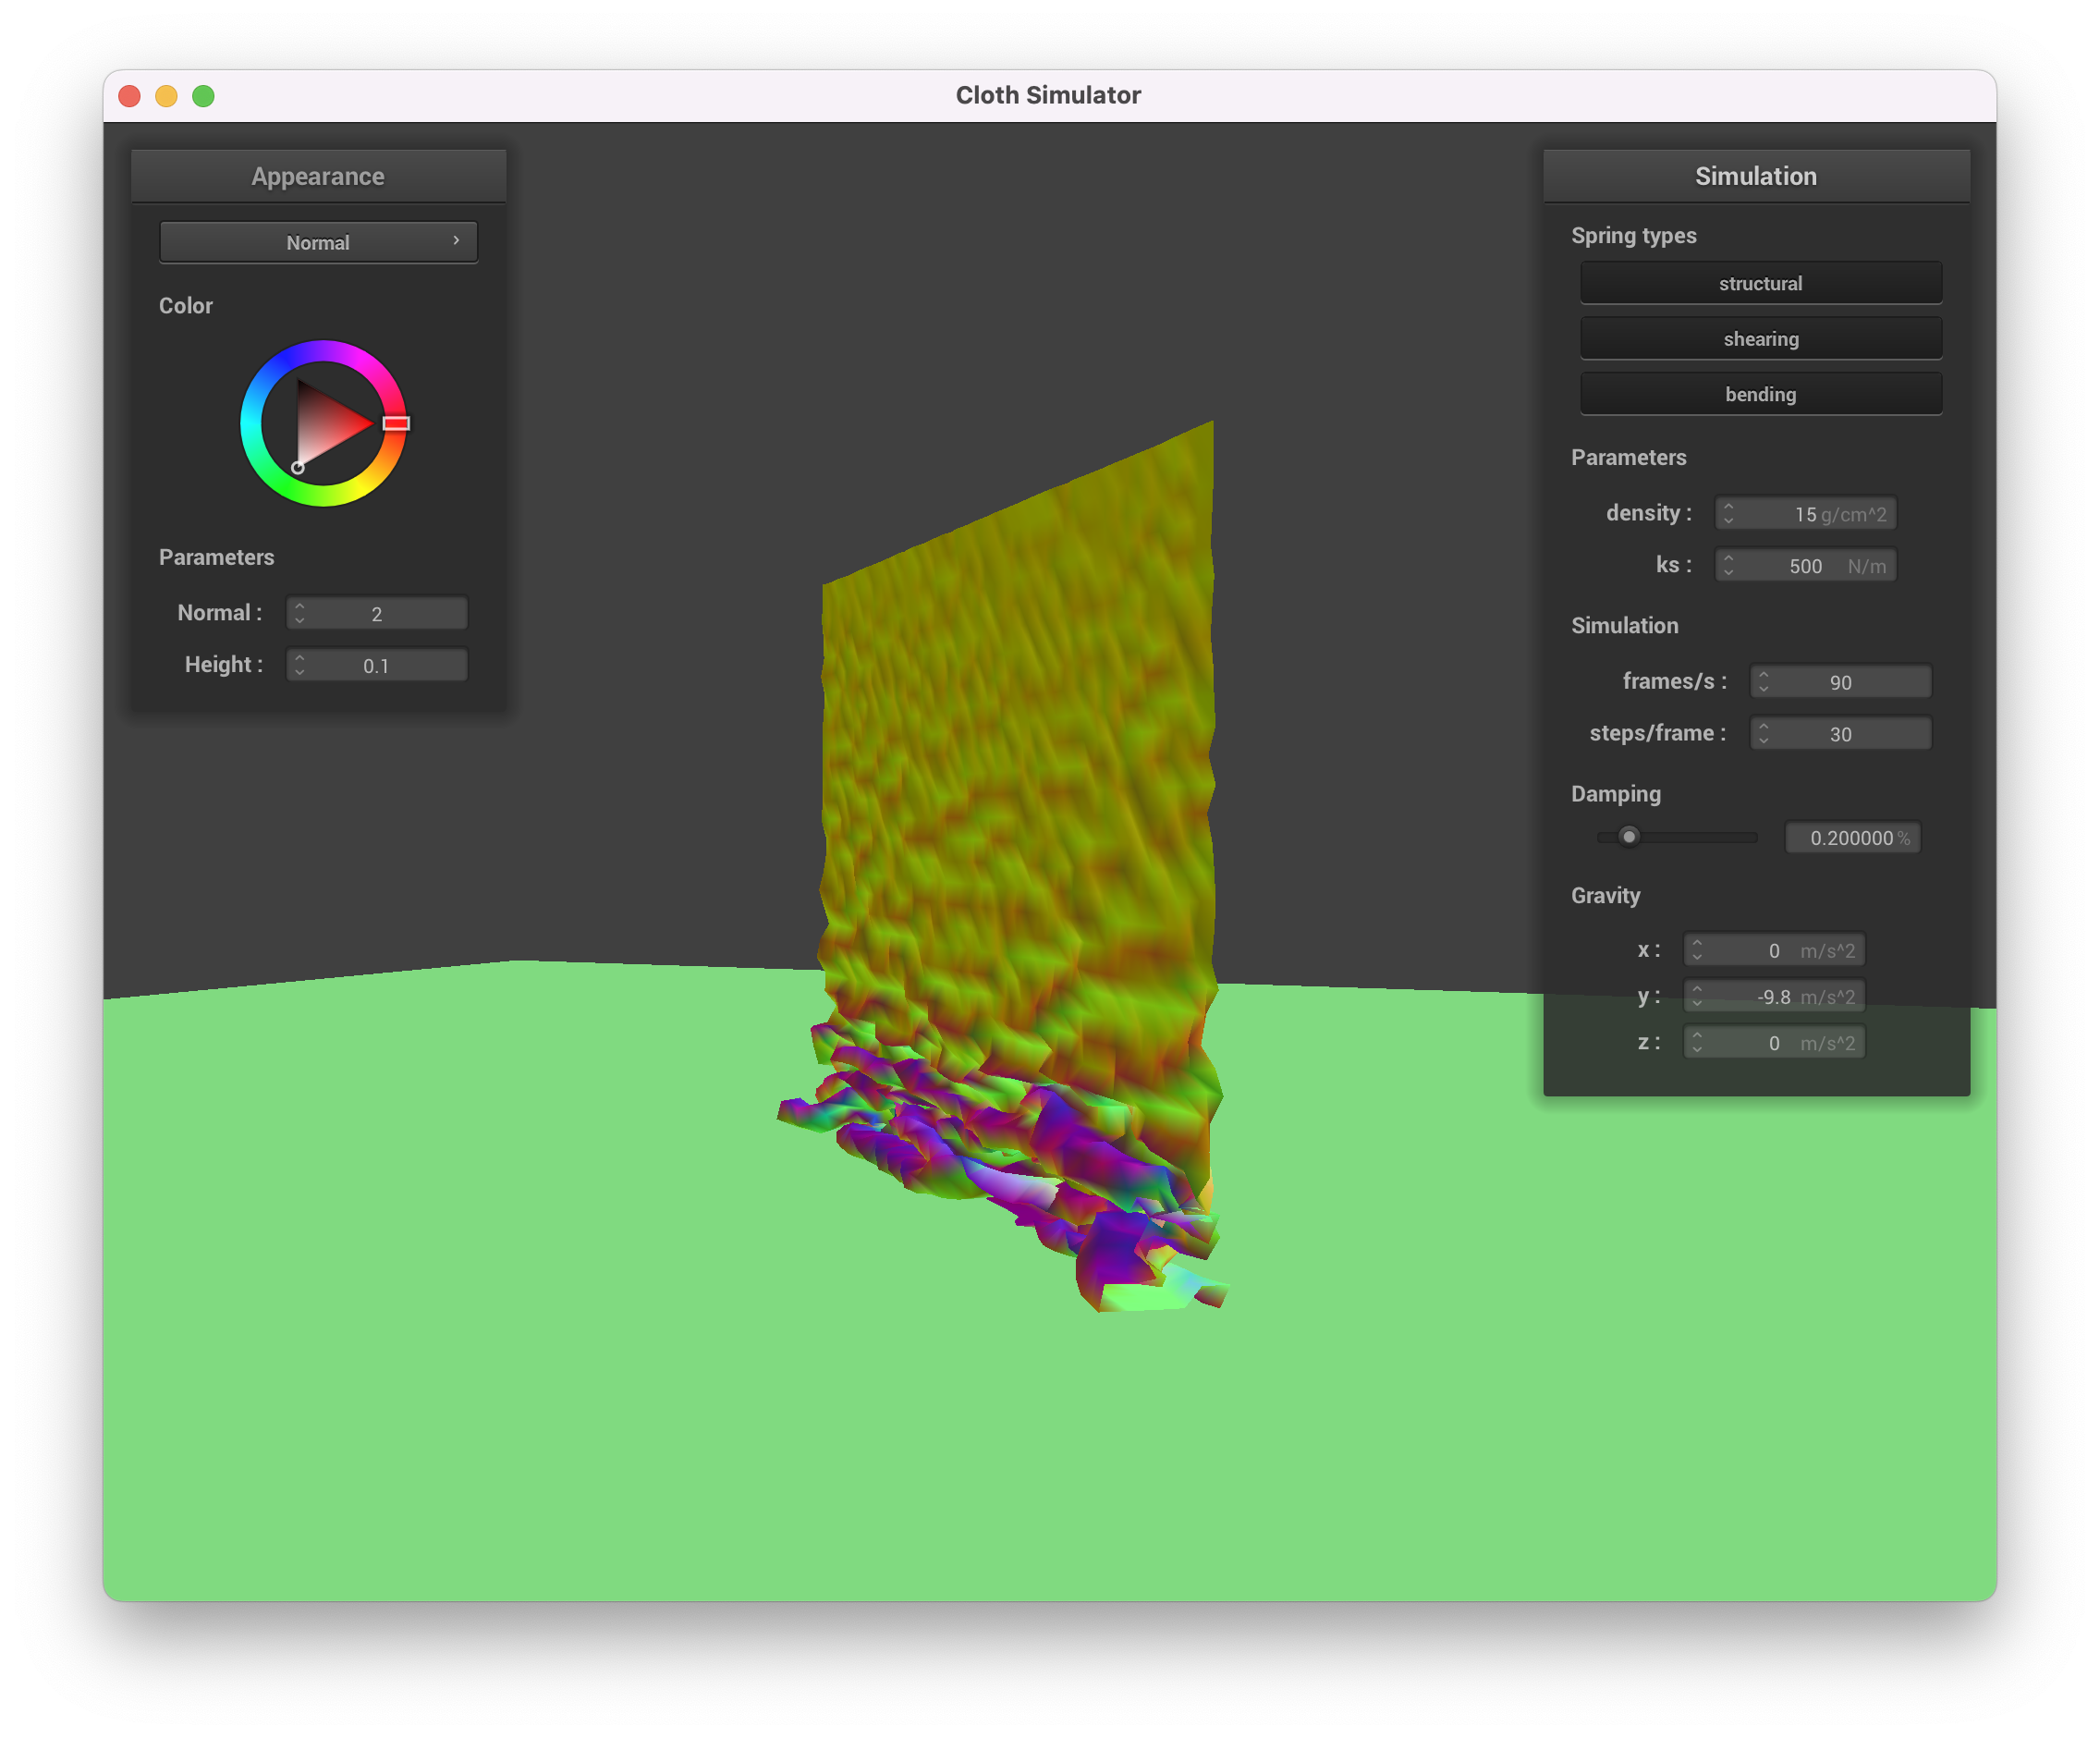 Cloth Simulator
Appearance
Normal
Color
Parameters
Normal : 2
Height : 0.1
Simulation
Spring types
structural
shearing
bending
Parameters
density : 15 g/cm^2
ks : 500 N/m
Simulation
frames/s : 90
steps/frame : 30
Damping
0.200000 %
Gravity
x : 0 m/s^2
y : -9.8 m/s^2
z : 0 m/s^2